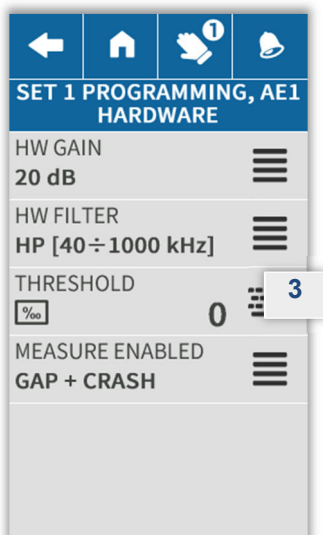 1
SET 1 PROGRAMMING, AE1
HARDWARE
HW GAIN
20 dB
HW FILTER
HP [40÷1000 kHz]
THRESHOLD
‰ 0
3
MEASURE ENABLED
GAP + CRASH